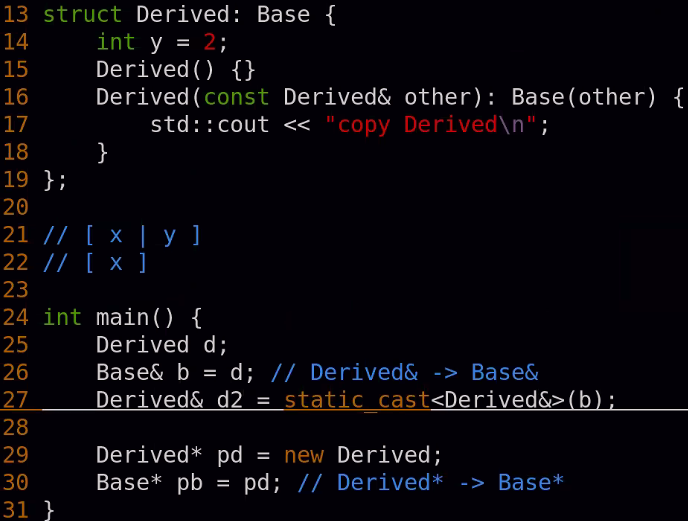 13 struct Derived: Base {
14     int y = 2;
15     Derived() {}
16     Derived(const Derived& other): Base(other) {
17         std::cout << "copy Derived\n";
18     }
19 };
20
21 // [ x | y ]
22 // [ x ]
23
24 int main() {
25     Derived d;
26     Base& b = d; // Derived& -> Base&
27     Derived& d2 = static_cast<Derived&>(b);
28
29     Derived* pd = new Derived;
30     Base* pb = pd; // Derived* -> Base*
31 }